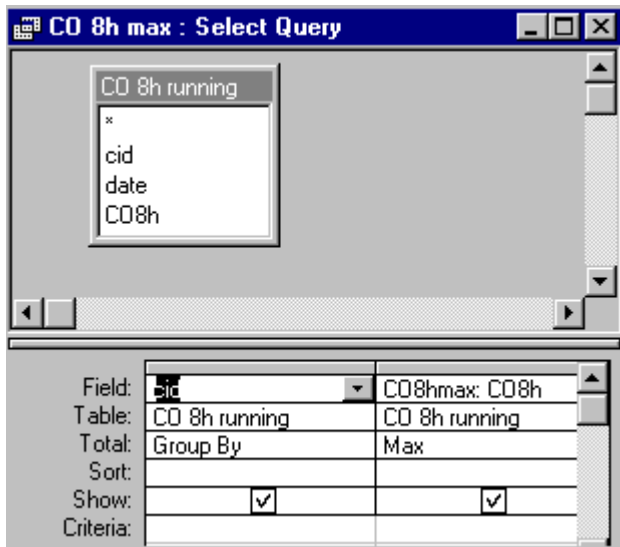 CO 8h max : Select Query
CO 8h running
*
cid
date
CO8h
Field: cid CO8hmax: CO8h
Table: CO 8h running CO 8h running
Total: Group By Max
Sort:
Show:
Criteria: